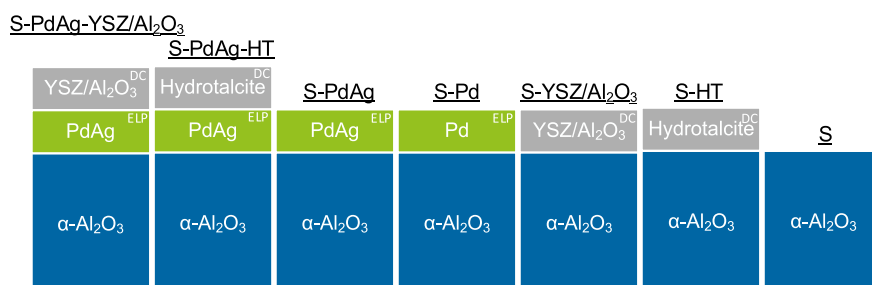 S-PdAg-YSZ/Al₂O₃
S-PdAg-HT
S-PdAg
S-Pd
S-YSZ/Al₂O₃
S-HT
S
YSZ/Al₂O₃ DC
Hydrotalcite DC
PdAg ELP
PdAg ELP
PdAg ELP
Pd ELP
YSZ/Al₂O₃ DC
Hydrotalcite DC
α-Al₂O₃
α-Al₂O₃
α-Al₂O₃
α-Al₂O₃
α-Al₂O₃
α-Al₂O₃
α-Al₂O₃